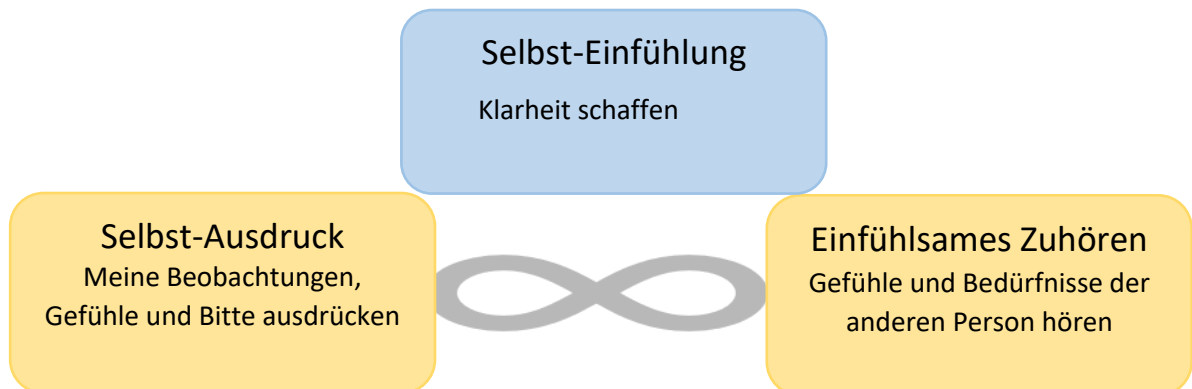 Selbst-Einfühlung
Klarheit schaffen
Selbst-Ausdruck
Meine Beobachtungen,
Gefühle und Bitte ausdrücken
Einfühlsames Zuhören
Gefühle und Bedürfnisse der
anderen Person hören